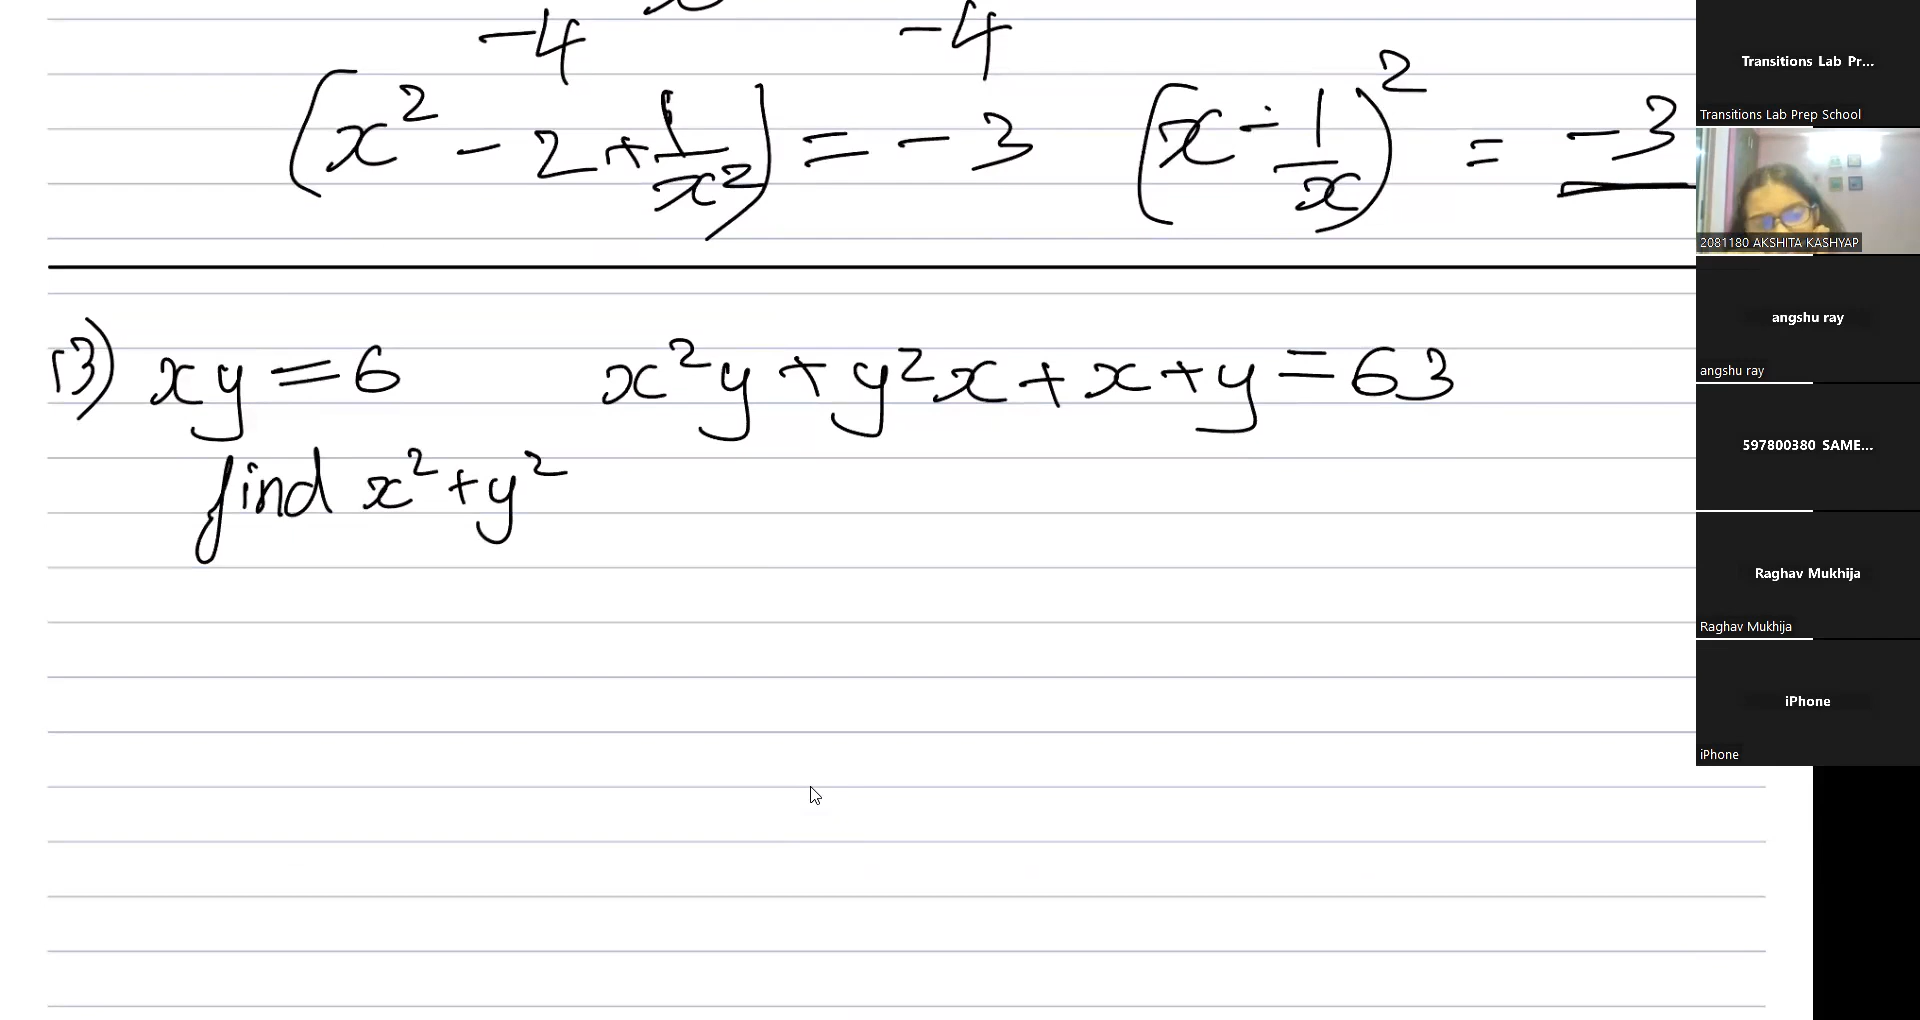 -4 -4
(x² - 2 + 1/x²) = -3 (x - 1/x)² = -3
13) xy = 6 x²y + y²x + x + y = 63
find x² + y²
Transitions Lab Pr...
Transitions Lab Prep School
2081180 AKSHITA KASHYAP
angshu ray
angshu ray
597800380 SAME...
Raghav Mukhija
Raghav Mukhija
iPhone
iPhone